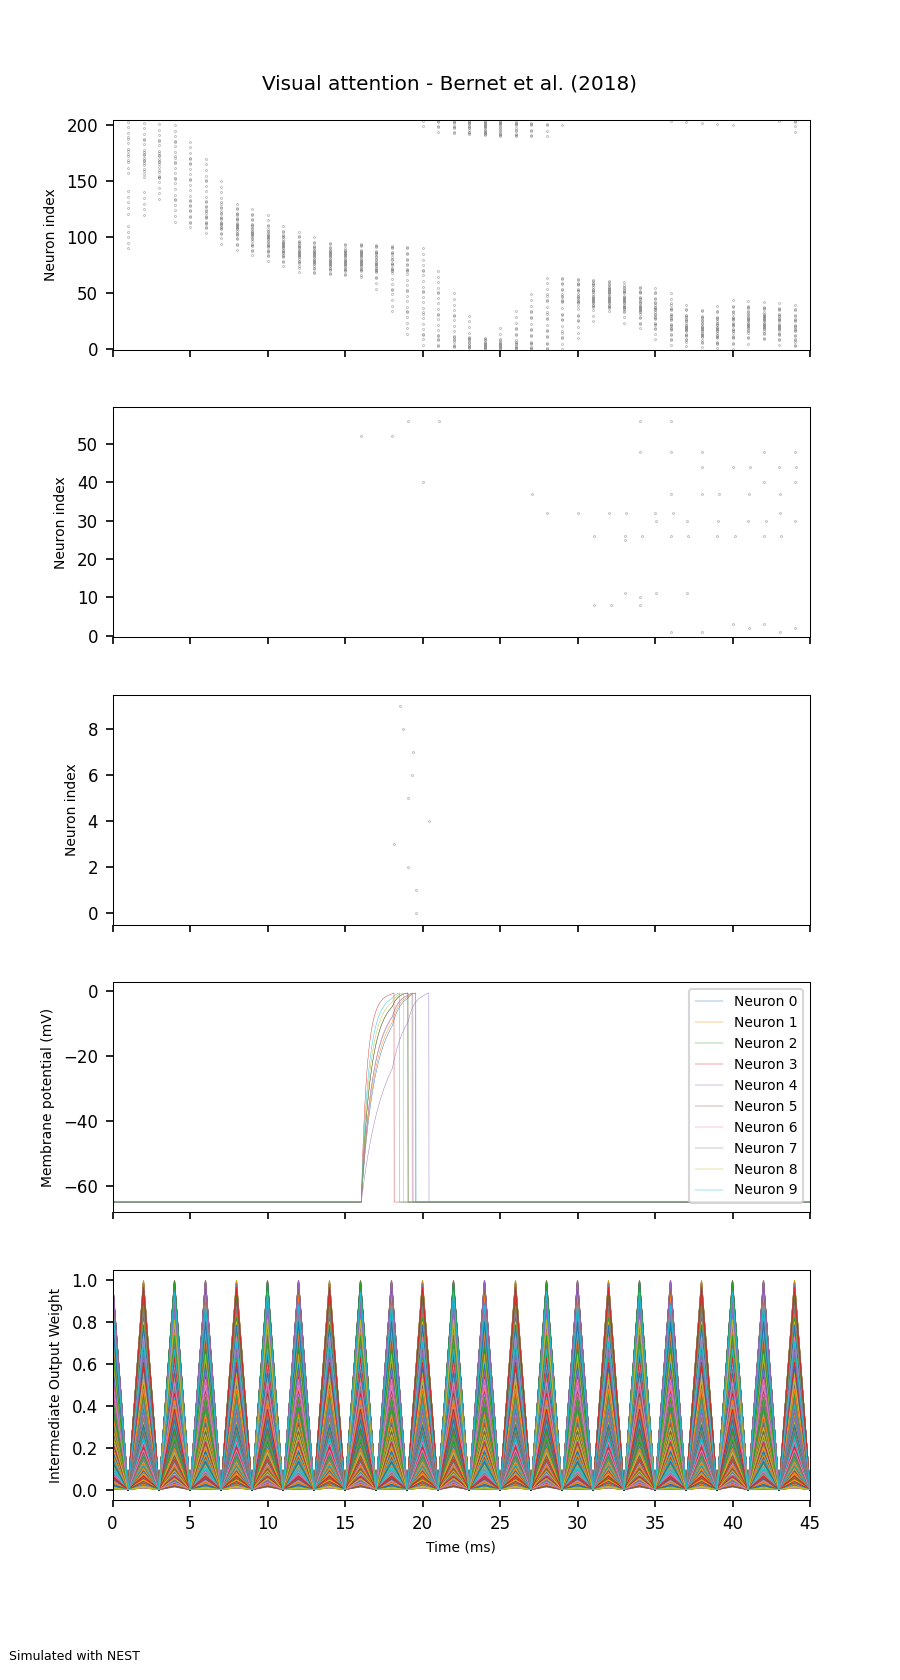 Visual attention - Bernet et al. (2018)
200
150
100
50
0
Neuron index
50
40
30
20
10
0
Neuron index
8
6
4
2
0
Neuron index
0
−20
−40
−60
Membrane potential (mV)
Neuron 0
Neuron 1
Neuron 2
Neuron 3
Neuron 4
Neuron 5
Neuron 6
Neuron 7
Neuron 8
Neuron 9
1.0
0.8
0.6
0.4
0.2
0.0
Intermediate Output Weight
0 5 10 15 20 25 30 35 40 45
Time (ms)
Simulated with NEST